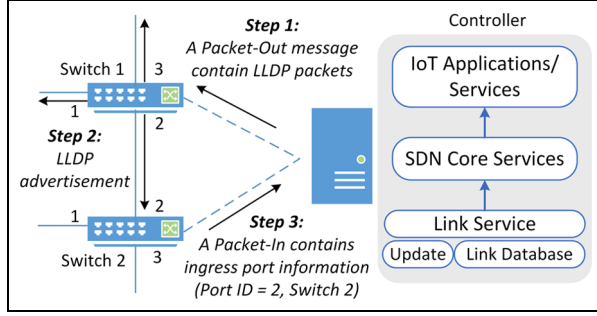 Step 1:
A Packet-Out message
contain LLDP packets
Switch 1
3
1
2
Step 2:
LLDP
advertisement
1
2
3
Switch 2
Step 3:
A Packet-In contains
ingress port information
(Port ID = 2, Switch 2)
Controller
IoT Applications/
Services
SDN Core Services
Link Service
Update
Link Database